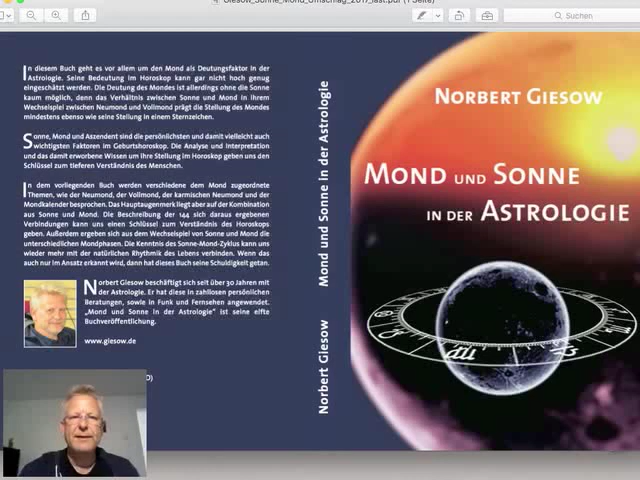 Giesow_Sonne_Mond_Umschlag_2017_last.pdf (1 Seite)
Suchen
In diesem Buch geht es vor allem um den Mond als Deutungsfaktor in der
Astrologie. Seine Bedeutung im Horoskop kann gar nicht hoch genug
eingeschätzt werden. Die Deutung des Mondes ist allerdings ohne die Sonne
kaum möglich, denn das Verhältnis zwischen Sonne und Mond in ihrem
Wechselspiel zwischen Neumond und Vollmond prägt die Stellung des Mondes
mindestens ebenso wie seine Stellung in einem Sternzeichen.
Sonne, Mond und Aszendent sind die persönlichsten und damit vielleicht auch
wichtigsten Faktoren im Geburtshoroskop. Die Analyse und Interpretation
und das damit erworbene Wissen um ihre Stellung im Horoskop geben uns den
Schlüssel zum tieferen Verständnis des Menschen.
In dem vorliegenden Buch werden verschiedene dem Mond zugeordnete
Themen, wie der Neumond, der Vollmond, der karmischen Neumond und der
Mondkalender besprochen. Das Hauptaugenmerk liegt aber auf der Kombination
aus Sonne und Mond. Die Beschreibung der 144 sich daraus ergebenen
Verbindungen kann uns einen Schlüssel zum Verständnis des Horoskops
geben. Außerdem ergeben sich aus dem Wechselspiel von Sonne und Mond die
unterschiedlichen Mondphasen. Die Kenntnis des Sonne-Mond-Zyklus kann uns
wieder mehr mit der natürlichen Rhythmik des Lebens verbinden. Wenn das
auch nur im Ansatz erkannt wird, dann hat dieses Buch seine Schuldigkeit getan.
Norbert Giesow beschäftigt sich seit über 30 Jahren mit
der Astrologie. Er hat diese in zahllosen persönlichen
Beratungen, sowie in Funk und Fernsehen angewendet.
„Mond und Sonne in der Astrologie" ist seine elfte
Buchveröffentlichung.
www.giesow.de
D)
Mond und Sonne in der Astrologie
Norbert Giesow
NORBERT GIESOW
MOND UND SONNE
IN DER ASTROLOGIE